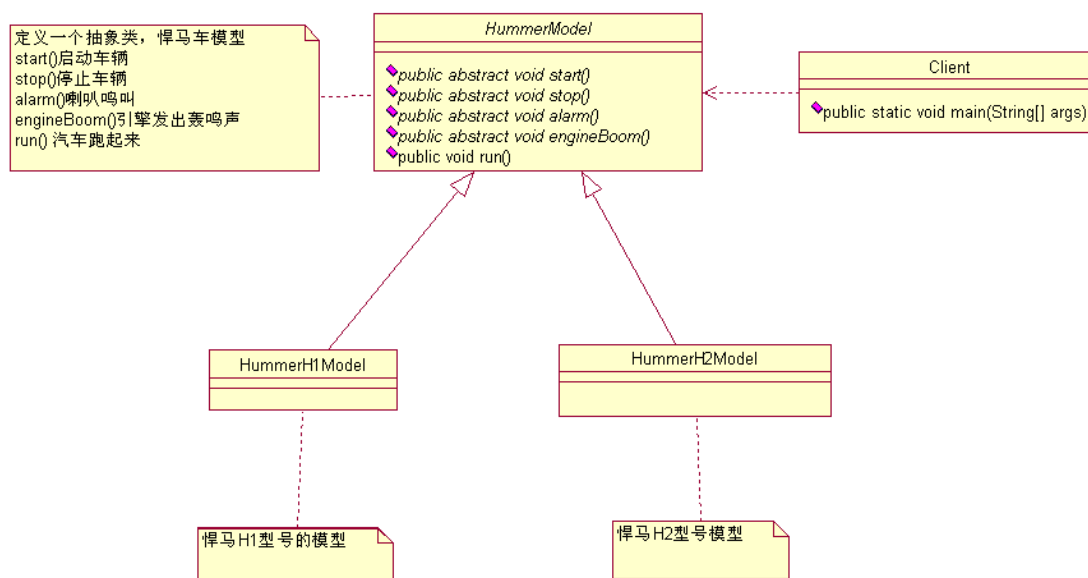 定义一个抽象类，悍马车模型
start()启动车辆
stop()停止车辆
alarm()喇叭鸣叫
engineBoom()引擎发出轰鸣声
run() 汽车跑起来
HummerModel
public abstract void start()
public abstract void stop()
public abstract void alarm()
public abstract void engineBoom()
public void run()
Client
public static void main(String[] args)
HummerH1Model
HummerH2Model
悍马H1型号的模型
悍马H2型号模型